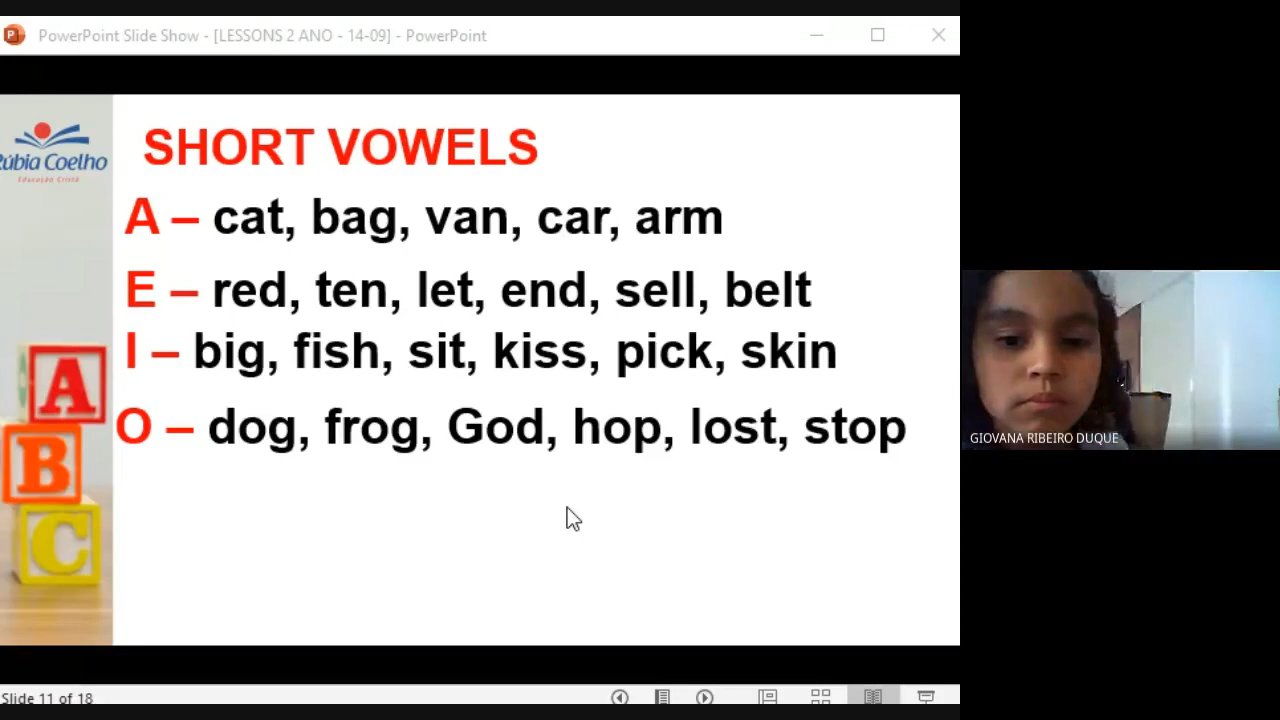 PowerPoint Slide Show - [LESSONS 2 ANO - 14-09] - PowerPoint
Rúbia Coelho
Educação Cristã
SHORT VOWELS
A – cat, bag, van, car, arm
E – red, ten, let, end, sell, belt
I – big, fish, sit, kiss, pick, skin
O – dog, frog, God, hop, lost, stop
A
B
C
GIOVANA RIBEIRO DUQUE
Slide 11 of 18